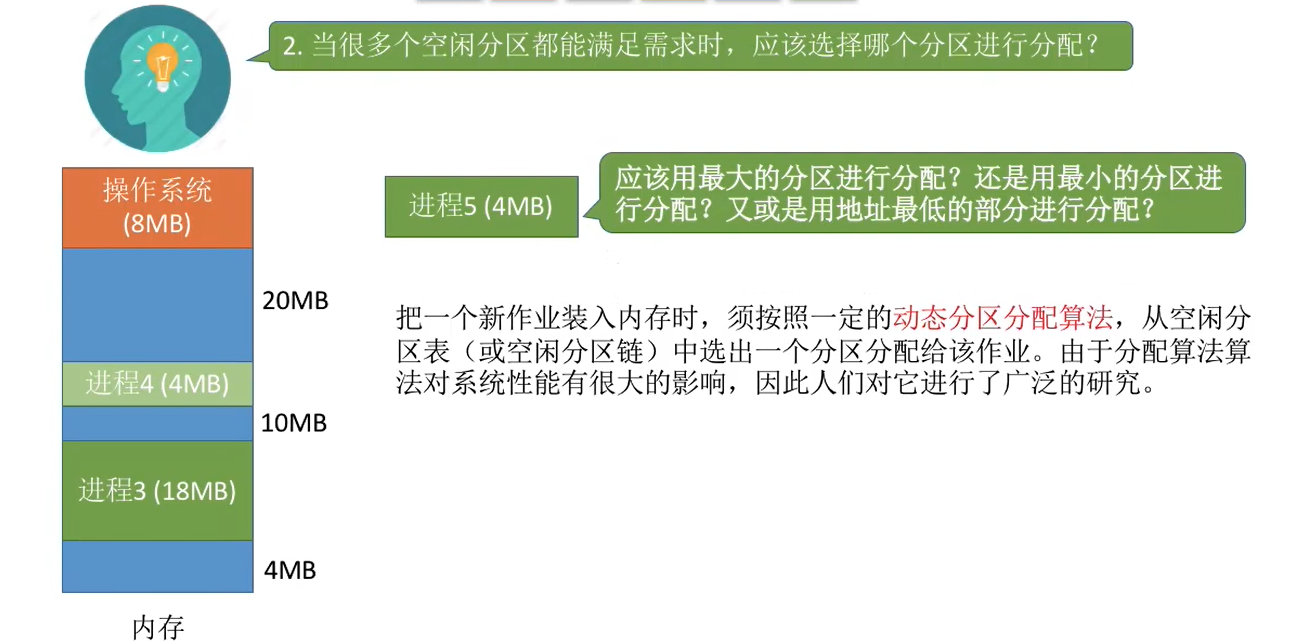 2. 当很多个空闲分区都能满足需求时，应该选择哪个分区进行分配？
操作系统
(8MB)
20MB
进程4 (4MB)
10MB
进程3 (18MB)
4MB
内存
进程5 (4MB)
应该用最大的分区进行分配？还是用最小的分区进
行分配？又或是用地址最低的部分进行分配？
把一个新作业装入内存时，须按照一定的动态分区分配算法，从空闲分
区表（或空闲分区链）中选出一个分区分配给该作业。由于分配算法算
法对系统性能有很大的影响，因此人们对它进行了广泛的研究。